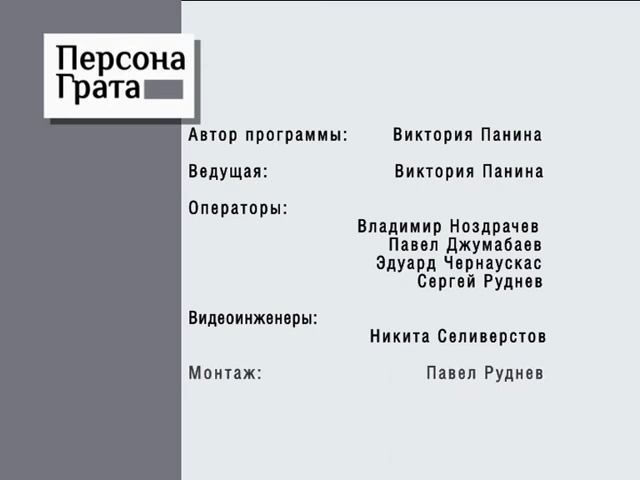 Персона
Грата
Автор программы: Виктория Панина
Ведущая: Виктория Панина
Операторы:
Владимир Ноздрачев
Павел Джумабаев
Эдуард Чернаускас
Сергей Руднев
Видеоинженеры:
Никита Селиверстов
Монтаж: Павел Руднев